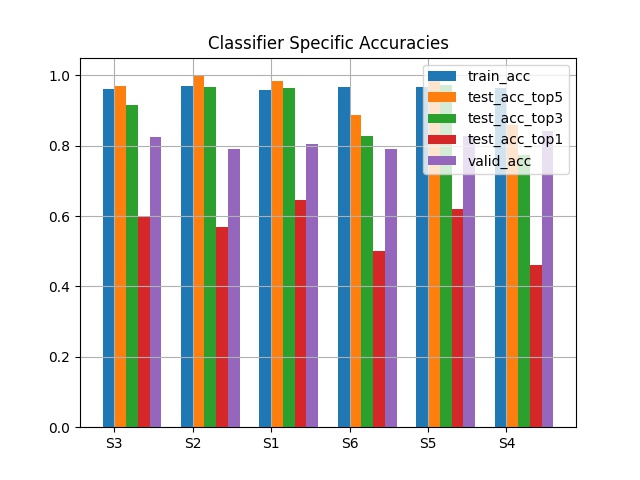 Classifier Specific Accuracies
1.0
0.8
0.6
0.4
0.2
0.0
train_acc
test_acc_top5
test_acc_top3
test_acc_top1
valid_acc
S3 S2 S1 S6 S5 S4